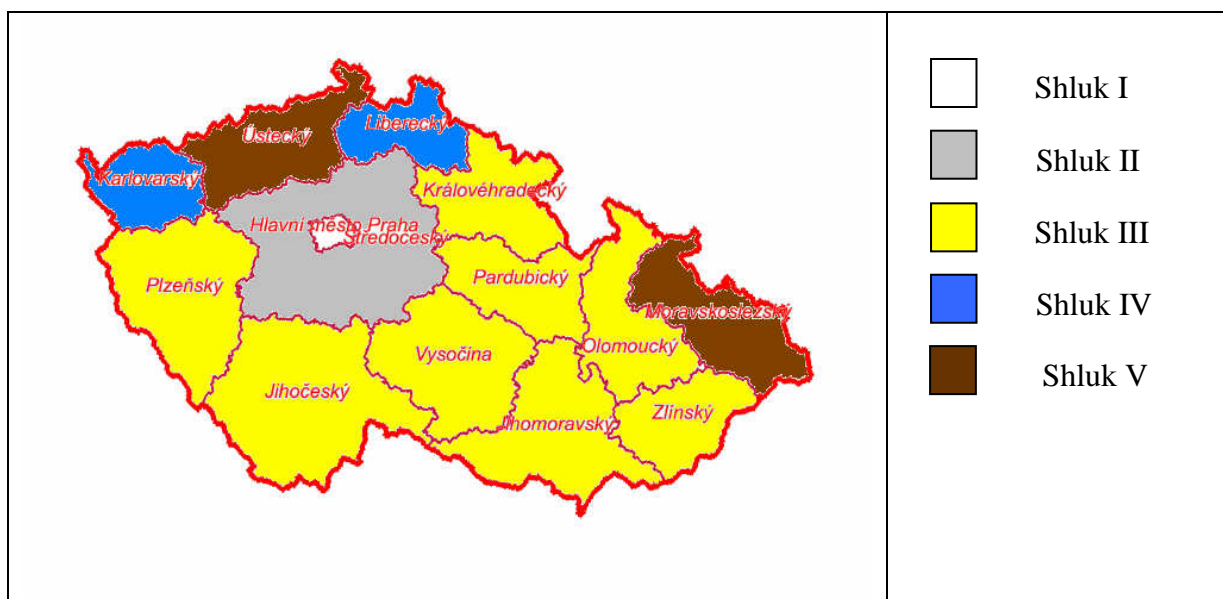 Ústecký
Liberecký
Karlovarský
Královéhradecký
Hlavní město Praha
Středočeský
Plzeňský
Pardubický
Moravskoslezský
Olomoucký
Vysočina
Jihočeský
Zlínský
Jihomoravský
Shluk I
Shluk II
Shluk III
Shluk IV
Shluk V